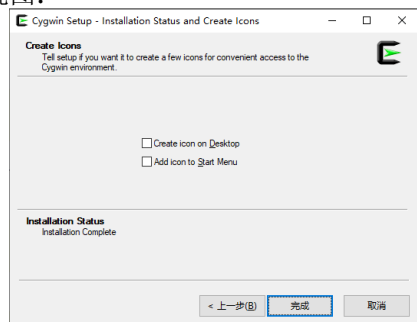 Cygwin Setup - Installation Status and Create Icons
Create Icons
Tell setup if you want it to create a few icons for convenient access to the
Cygwin environment.
Create icon on Desktop
Add icon to Start Menu
Installation Status
Installation Complete
< 上一步(B)
完成
取消